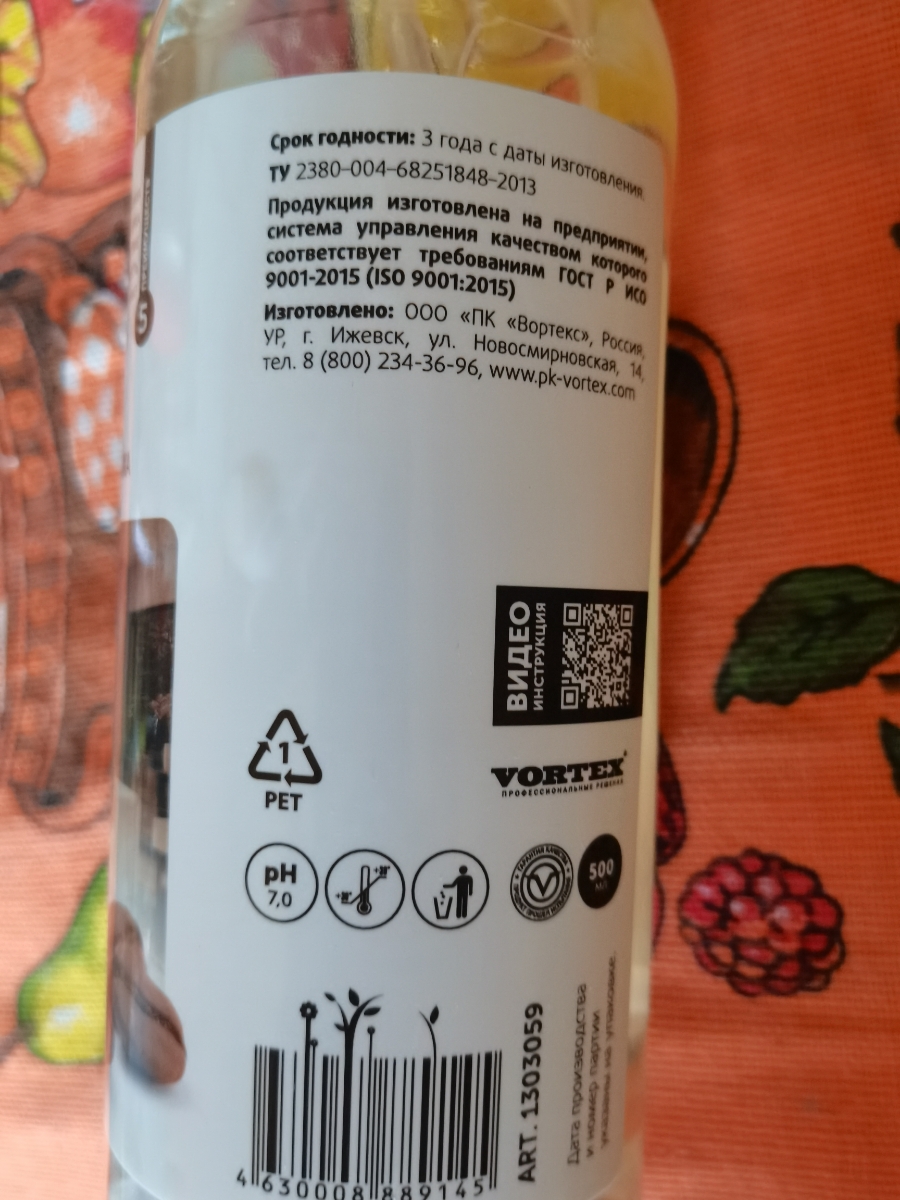 Срок годности: 3 года с даты изготовления.
ТУ 2380-004-68251848-2013
Продукция изготовлена на предприятии,
система управления качеством которого
соответствует требованиям ГОСТ Р ИСО
9001-2015 (ISO 9001:2015)
Изготовлено: ООО «ПК «Вортекс», Россия,
УР, г. Ижевск, ул. Новосмирновская, 14,
тел. 8 (800) 234-36-96, www.pk-vortex.com
5
ВИДЕО
ИНСТРУКЦИЯ
1
PET
VORTEX
ПРОФЕССИОНАЛЬНЫЕ РЕШЕНИЯ
pH
7,0
ГАРАНТИЯ КАЧЕСТВА
500
мл
ART. 1303059
Дата производства
и номер партии
указаны на упаковке.
4 630008 889145